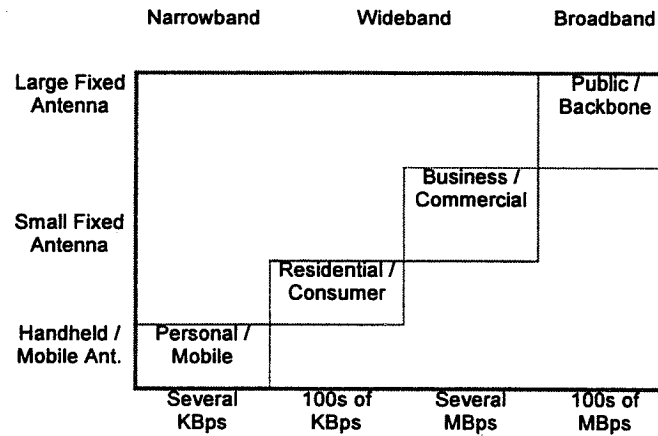 Narrowband Wideband Broadband
Large Fixed
Antenna
Public /
Backbone
Business /
Commercial
Small Fixed
Antenna
Residential /
Consumer
Handheld /
Mobile Ant.
Personal /
Mobile
Several
KBps
100s of
KBps
Several
MBps
100s of
MBps